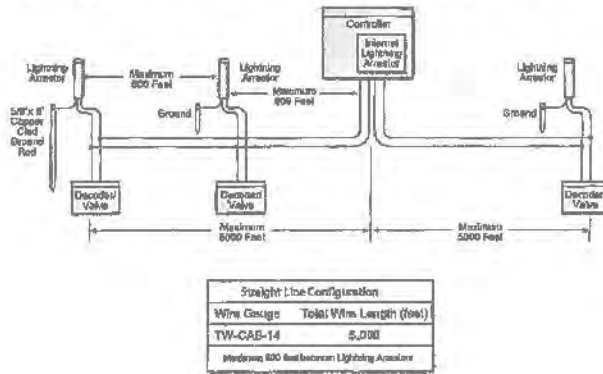 Controller
Internal
Lightning
Arrestor
Lightning
Arrestor
Maximum
600 Feet
Lightning
Arrestor
Maximum
600 Feet
Lightning
Arrestor
5/8"x 8'
Copper
Clad
Ground
Rod
Ground
Ground
Decoder/
Valve
Decoder/
Valve
Decoder/
Valve
Maximum
5000 Feet
Maximum
5000 Feet
Straight Line Configuration
Wire Gauge Total Wire Length (feet)
TW-CAB-14 5,000
Maximum 600 feet between Lightning Arrestors